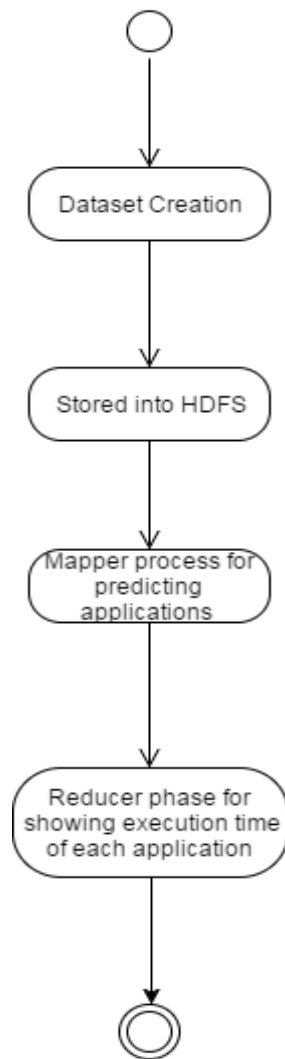 Dataset Creation
Stored into HDFS
Mapper process for
predicting
applications
Reducer phase for
showing execution time
of each application